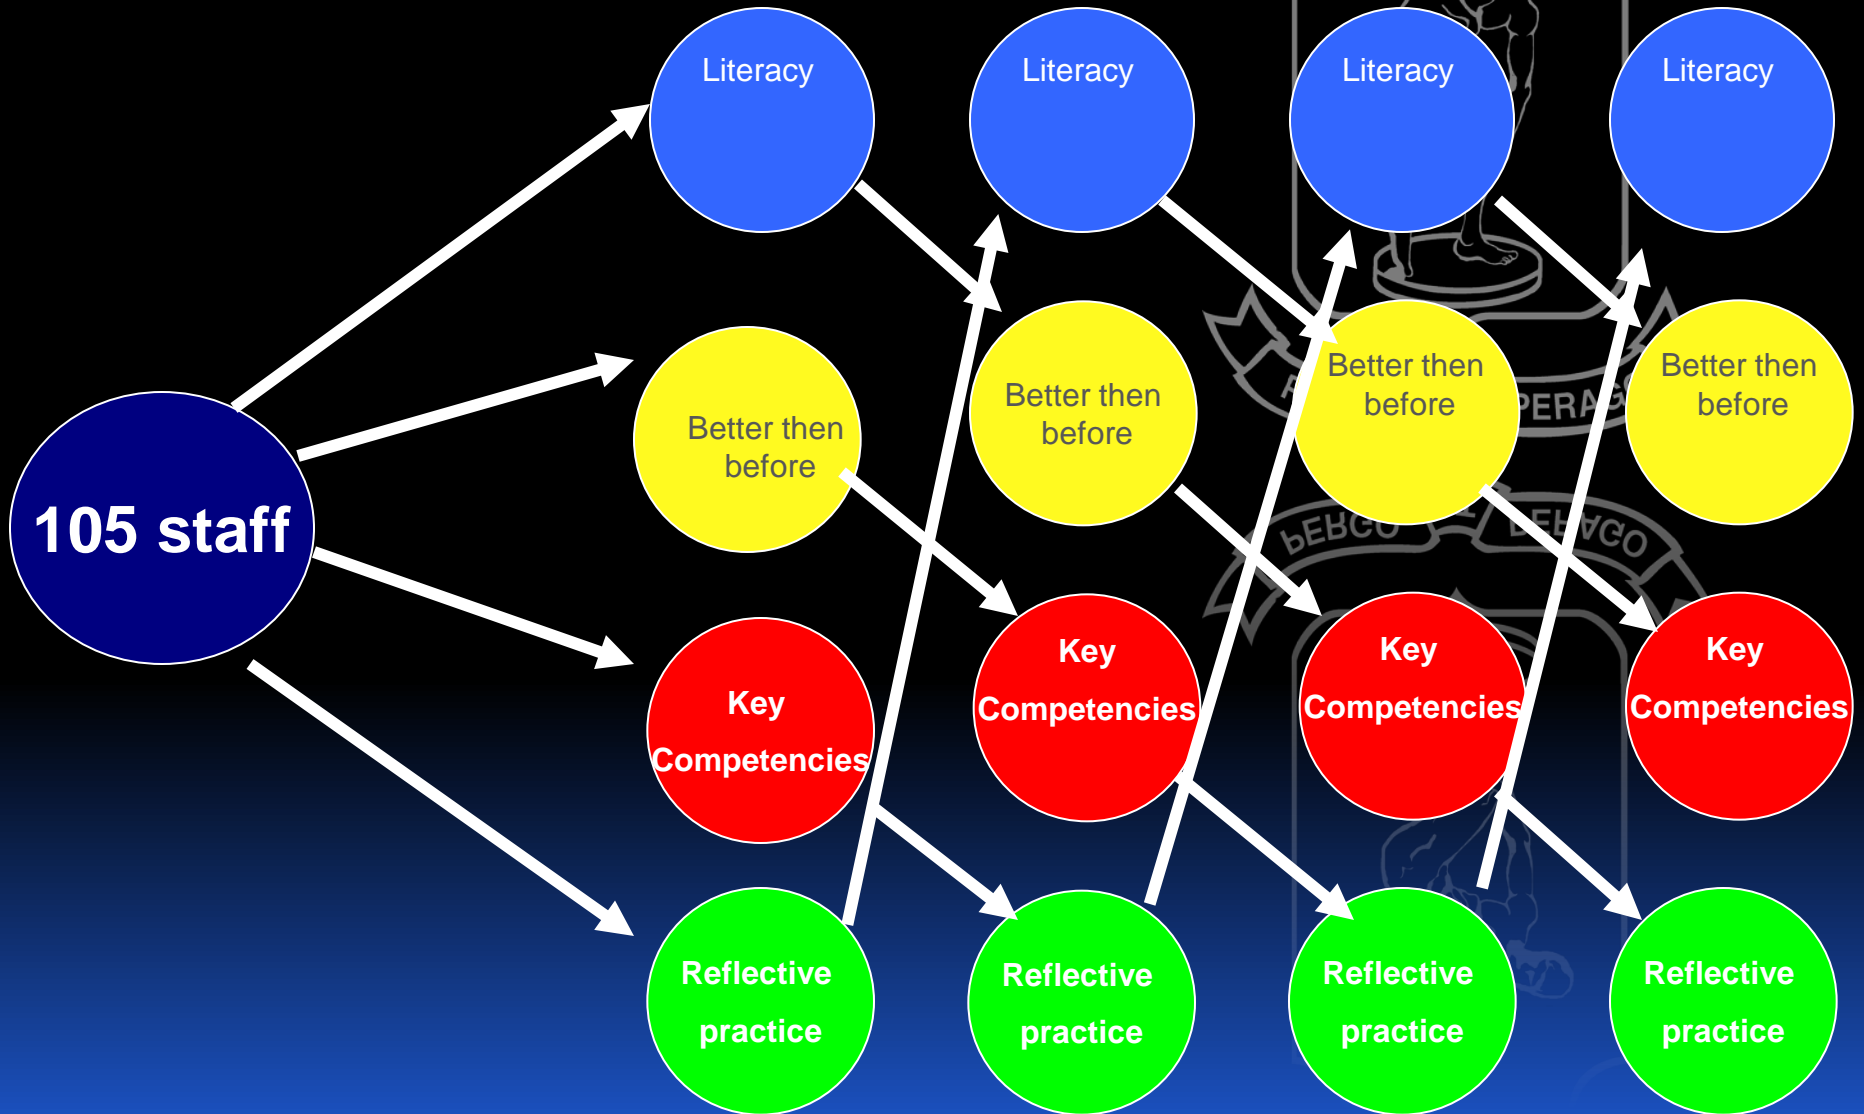 Literacy
Literacy
Literacy
Literacy
Better then
before
Better then
before
Better then
before
Better then
before
105 staff
Key
Competencies
Key
Competencies
Key
Competencies
Key
Competencies
Reflective
practice
Reflective
practice
Reflective
practice
Reflective
practice